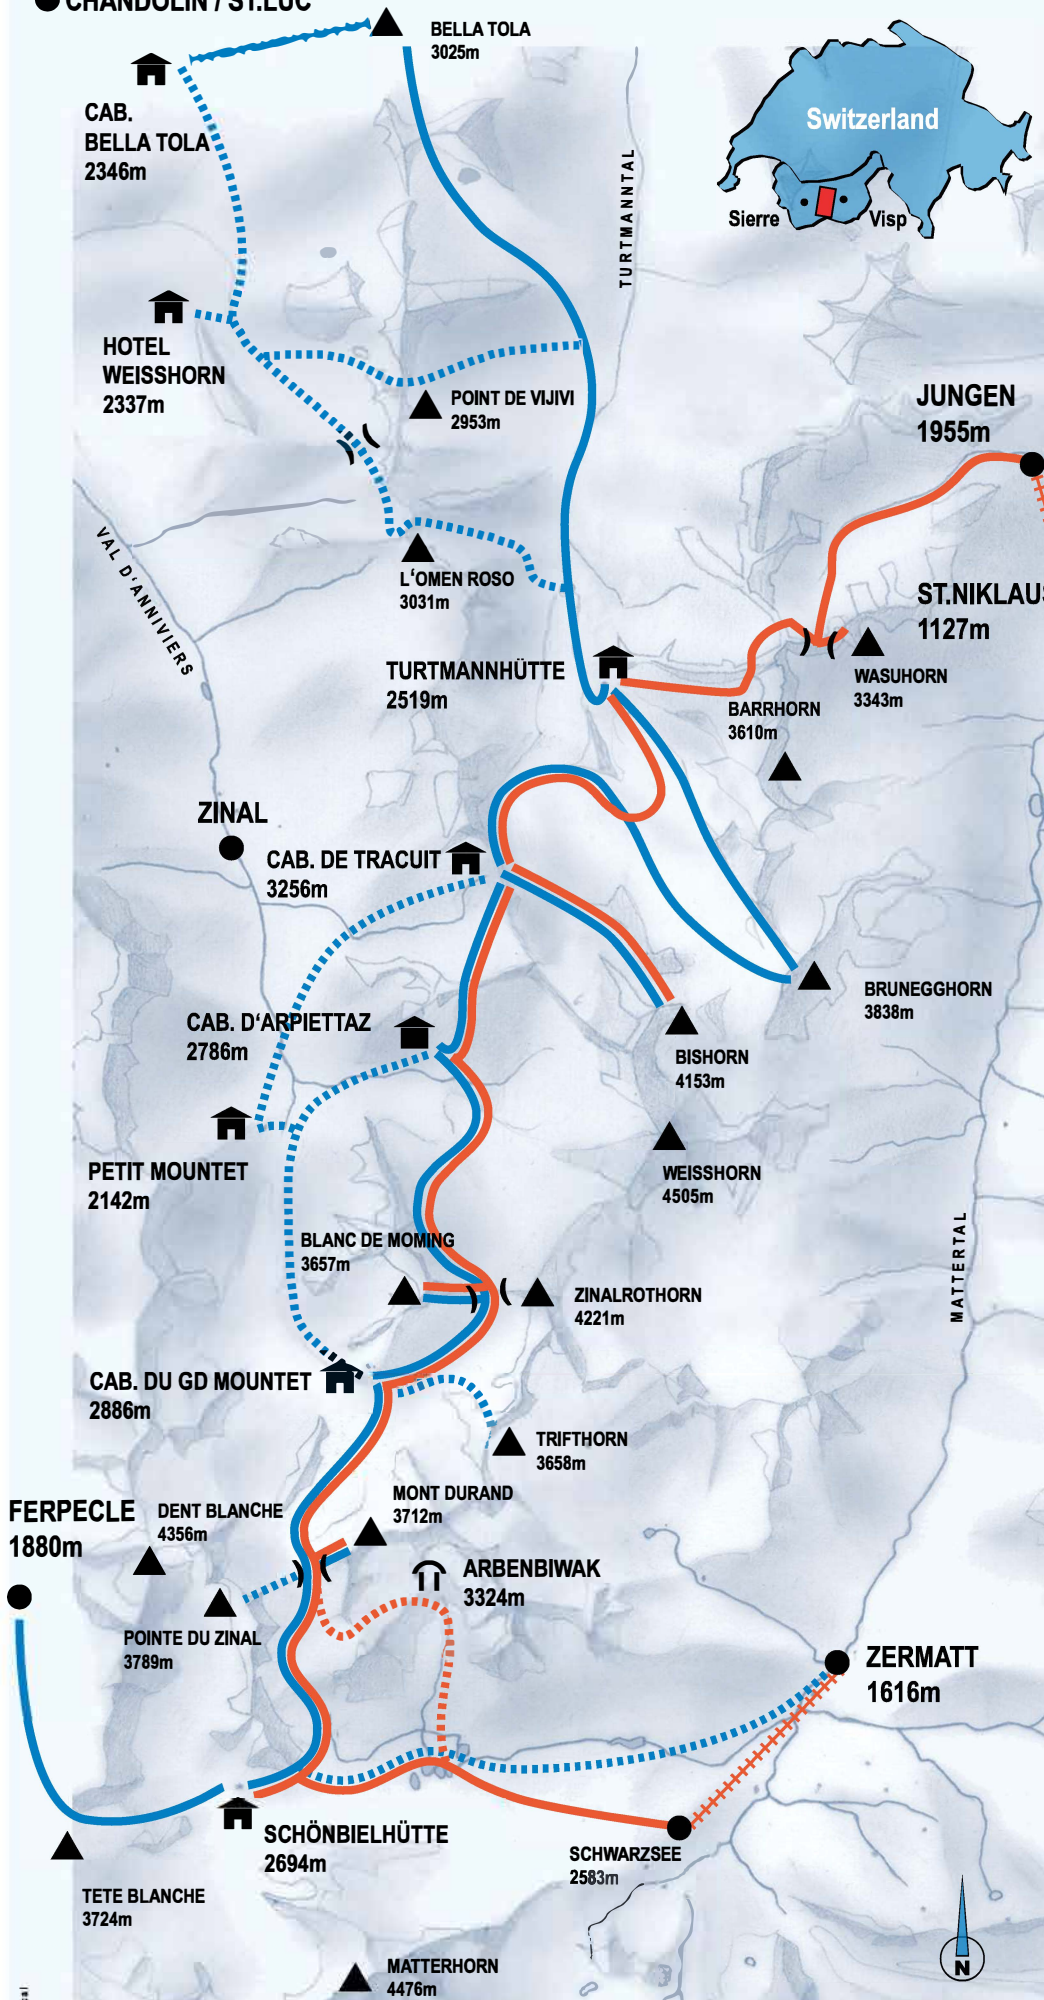 CHANDOLIN / ST.LUC
BELLA TOLA
3025m
CAB.
BELLA TOLA
2346m
Switzerland
Sierre
Visp
TURTMANNTAL
HOTEL
WEISSHORN
2337m
POINT DE VIJIVI
2953m
JUNGEN
1955m
VAL D'ANNIVIERS
L'OMEN ROSO
3031m
ST.NIKLAUS
1127m
TURTMANNHÜTTE
2519m
WASUHORN
3343m
BARRHORN
3610m
ZINAL
CAB. DE TRACUIT
3256m
BRUNEGGHORN
3838m
CAB. D'ARPIETTAZ
2786m
BISHORN
4153m
PETIT MOUNTET
2142m
WEISSHORN
4505m
MATTERTAL
BLANC DE MOMING
3657m
ZINALROTHORN
4221m
CAB. DU GD MOUNTET
2886m
TRIFTHORN
3658m
MONT DURAND
3712m
FERPECLE
1880m
DENT BLANCHE
4356m
ARBENBIWAK
3324m
POINTE DU ZINAL
3789m
ZERMATT
1616m
SCHÖNBIELHÜTTE
2694m
SCHWARZSEE
2583m
TETE BLANCHE
3724m
N
MATTERHORN
4476m